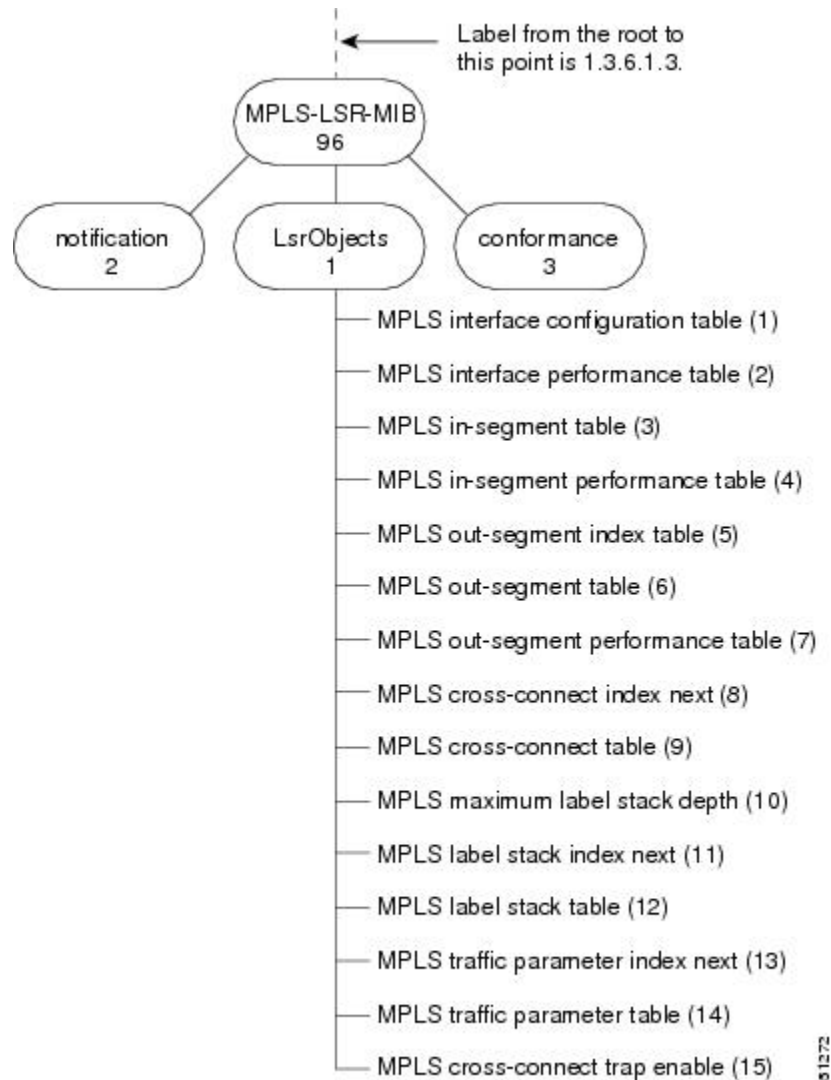 Label from the root to
this point is 1.3.6.1.3.
MPLS-LSR-MIB
96
notification
2
LsrObjects
1
conformance
3
MPLS interface configuration table (1)
MPLS interface performance table (2)
MPLS in-segment table (3)
MPLS in-segment performance table (4)
MPLS out-segment index table (5)
MPLS out-segment table (6)
MPLS out-segment performance table (7)
MPLS cross-connect index next (8)
MPLS cross-connect table (9)
MPLS maximum label stack depth (10)
MPLS label stack index next (11)
MPLS label stack table (12)
MPLS traffic parameter index next (13)
MPLS traffic parameter table (14)
MPLS cross-connect trap enable (15)
51272